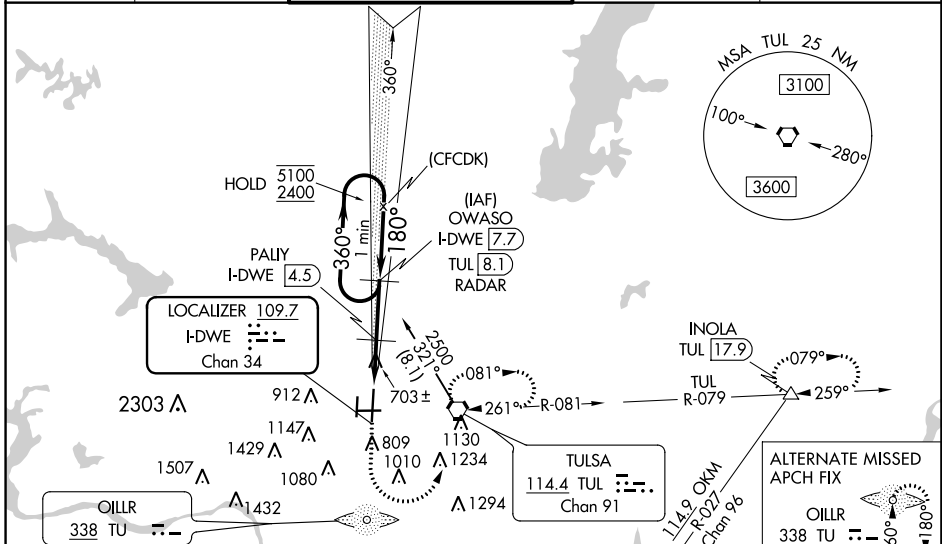 MSA TUL 25 NM
3100
100°
280°
3600
360°
(CFCDK)
HOLD 5100
2400
(IAF)
OWASO
I-DWE 7.7
TUL 8.1
RADAR
360°
1 min
180°
PALIY
I-DWE 4.5
LOCALIZER 109.7
I-DWE
Chan 34
2500
321°
(8.1)
INOLA
TUL 17.9
079°
081°
TUL
R-079
259°
261°
R-081
703±
2303
912
1147
1429
809
1130
1010
1234
1507
1080
1432
1294
TULSA
114.4 TUL
Chan 91
OILLR
338 TU
114.9 OKM
R-027
Chan 96
ALTERNATE MISSED
APCH FIX
OILLR
338 TU
180°